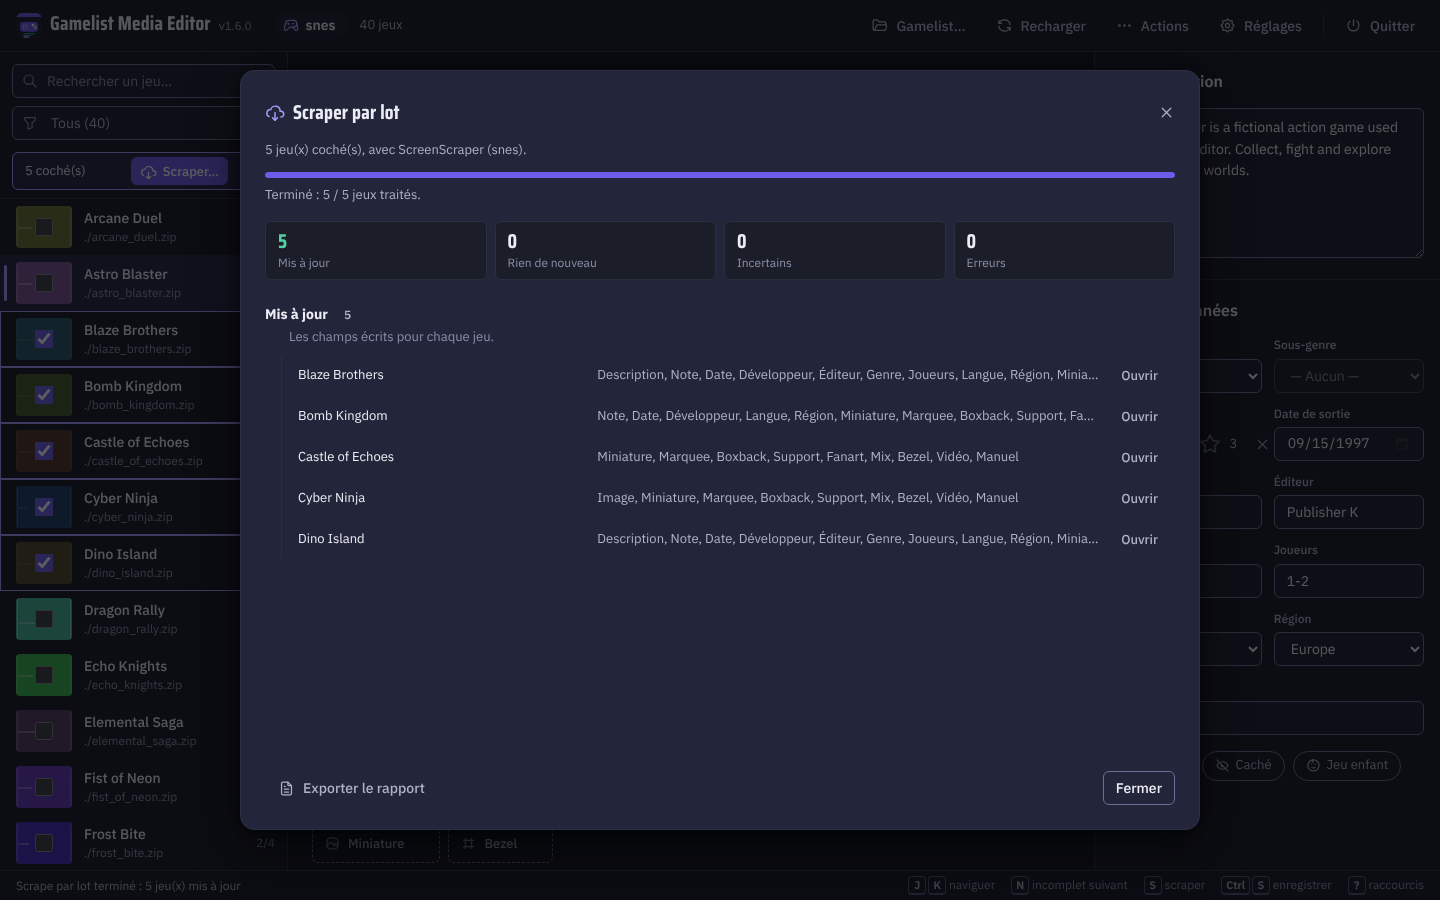 Gamelist Media Editor v1.6.0 snes 40 jeux Gamelist... Recharger Actions Réglages Quitter
Rechercher un jeu...
Tous (40)
5 coché(s) Scraper...
Arcane Duel
./arcane_duel.zip
Astro Blaster
./astro_blaster.zip
Blaze Brothers
./blaze_brothers.zip
Bomb Kingdom
./bomb_kingdom.zip
Castle of Echoes
./castle_of_echoes.zip
Cyber Ninja
./cyber_ninja.zip
Dino Island
./dino_island.zip
Dragon Rally
./dragon_rally.zip
Echo Knights
./echo_knights.zip
Elemental Saga
./elemental_saga.zip
Fist of Neon
./fist_of_neon.zip
Frost Bite
./frost_bite.zip 2/4
Scraper par lot
5 jeu(x) coché(s), avec ScreenScraper (snes).
Terminé : 5 / 5 jeux traités.
5
Mis à jour
0
Rien de nouveau
0
Incertains
0
Erreurs
Mis à jour 5
Les champs écrits pour chaque jeu.
Blaze Brothers Description, Note, Date, Développeur, Éditeur, Genre, Joueurs, Langue, Région, Minia... Ouvrir
Bomb Kingdom Note, Date, Développeur, Langue, Région, Miniature, Marquee, Boxback, Support, Fa... Ouvrir
Castle of Echoes Miniature, Marquee, Boxback, Support, Fanart, Mix, Bezel, Vidéo, Manuel Ouvrir
Cyber Ninja Image, Miniature, Marquee, Boxback, Support, Mix, Bezel, Vidéo, Manuel Ouvrir
Dino Island Description, Note, Date, Développeur, Éditeur, Genre, Joueurs, Langue, Région, Minia... Ouvrir
Exporter le rapport Fermer
Miniature Bezel
ion
r is a fictional action game used
ditor. Collect, fight and explore
worlds.
nnées
Sous-genre
— Aucun —
Date de sortie
3 09/15/1997
Éditeur
Publisher K
Joueurs
1-2
Région
Europe
Caché Jeu enfant
Scrape par lot terminé : 5 jeu(x) mis à jour J K naviguer N incomplet suivant S scraper Ctrl S enregistrer ? raccourcis